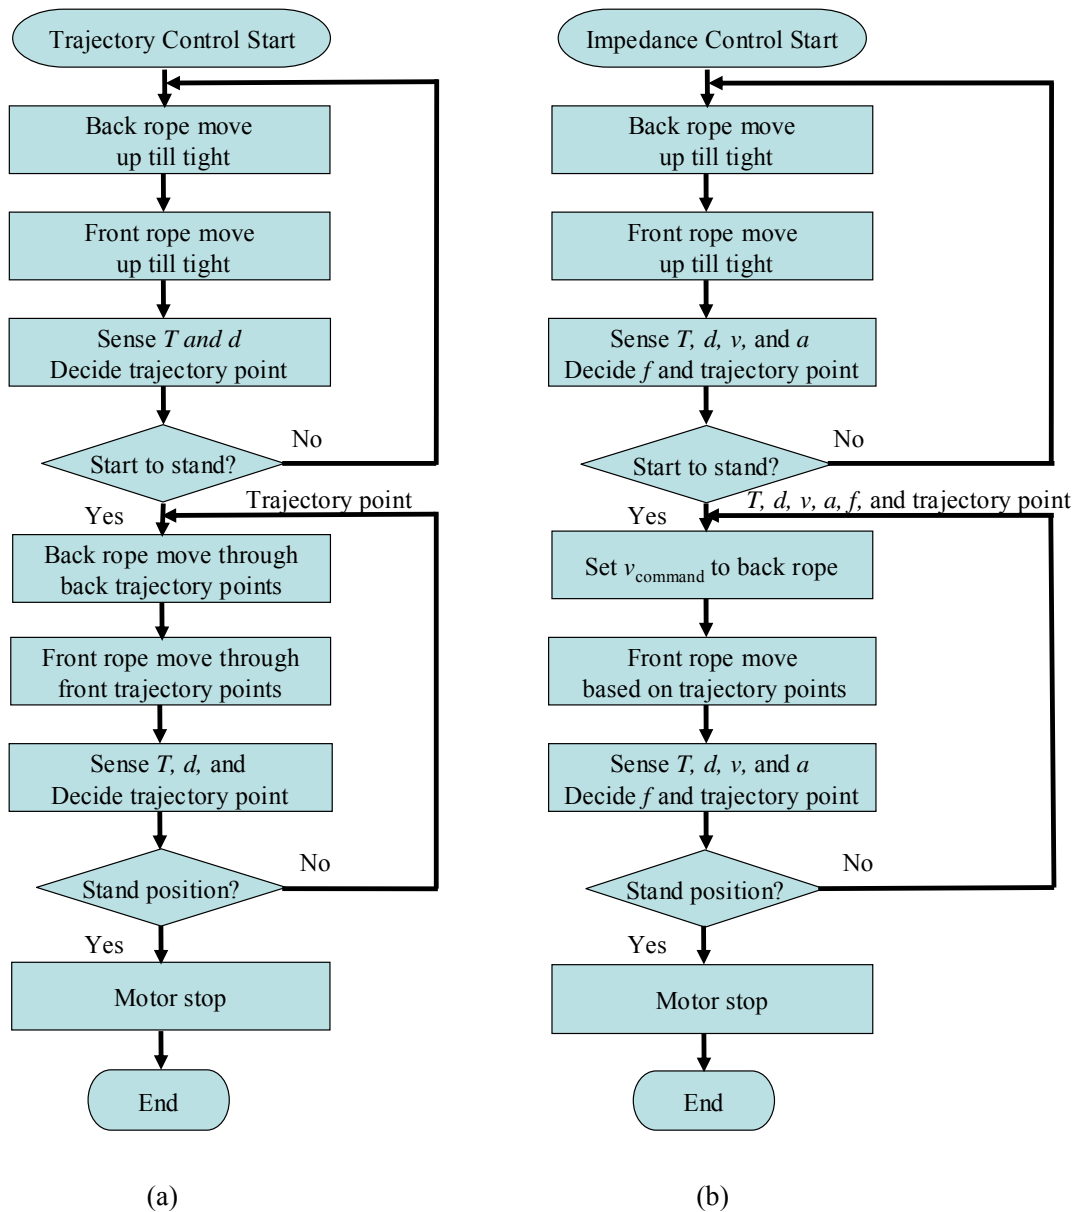 Trajectory Control Start
Back rope move
up till tight
Front rope move
up till tight
Sense T and d
Decide trajectory point
No
Start to stand?
Trajectory point
Yes
Back rope move through
back trajectory points
Front rope move through
front trajectory points
Sense T, d, and
Decide trajectory point
No
Stand position?
Yes
Motor stop
End
(a)
Impedance Control Start
Back rope move
up till tight
Front rope move
up till tight
Sense T, d, v, and a
Decide f and trajectory point
No
Start to stand?
T, d, v, a, f, and trajectory point
Yes
Set vcommand to back rope
Front rope move
based on trajectory points
Sense T, d, v, and a
Decide f and trajectory point
No
Stand position?
Yes
Motor stop
End
(b)